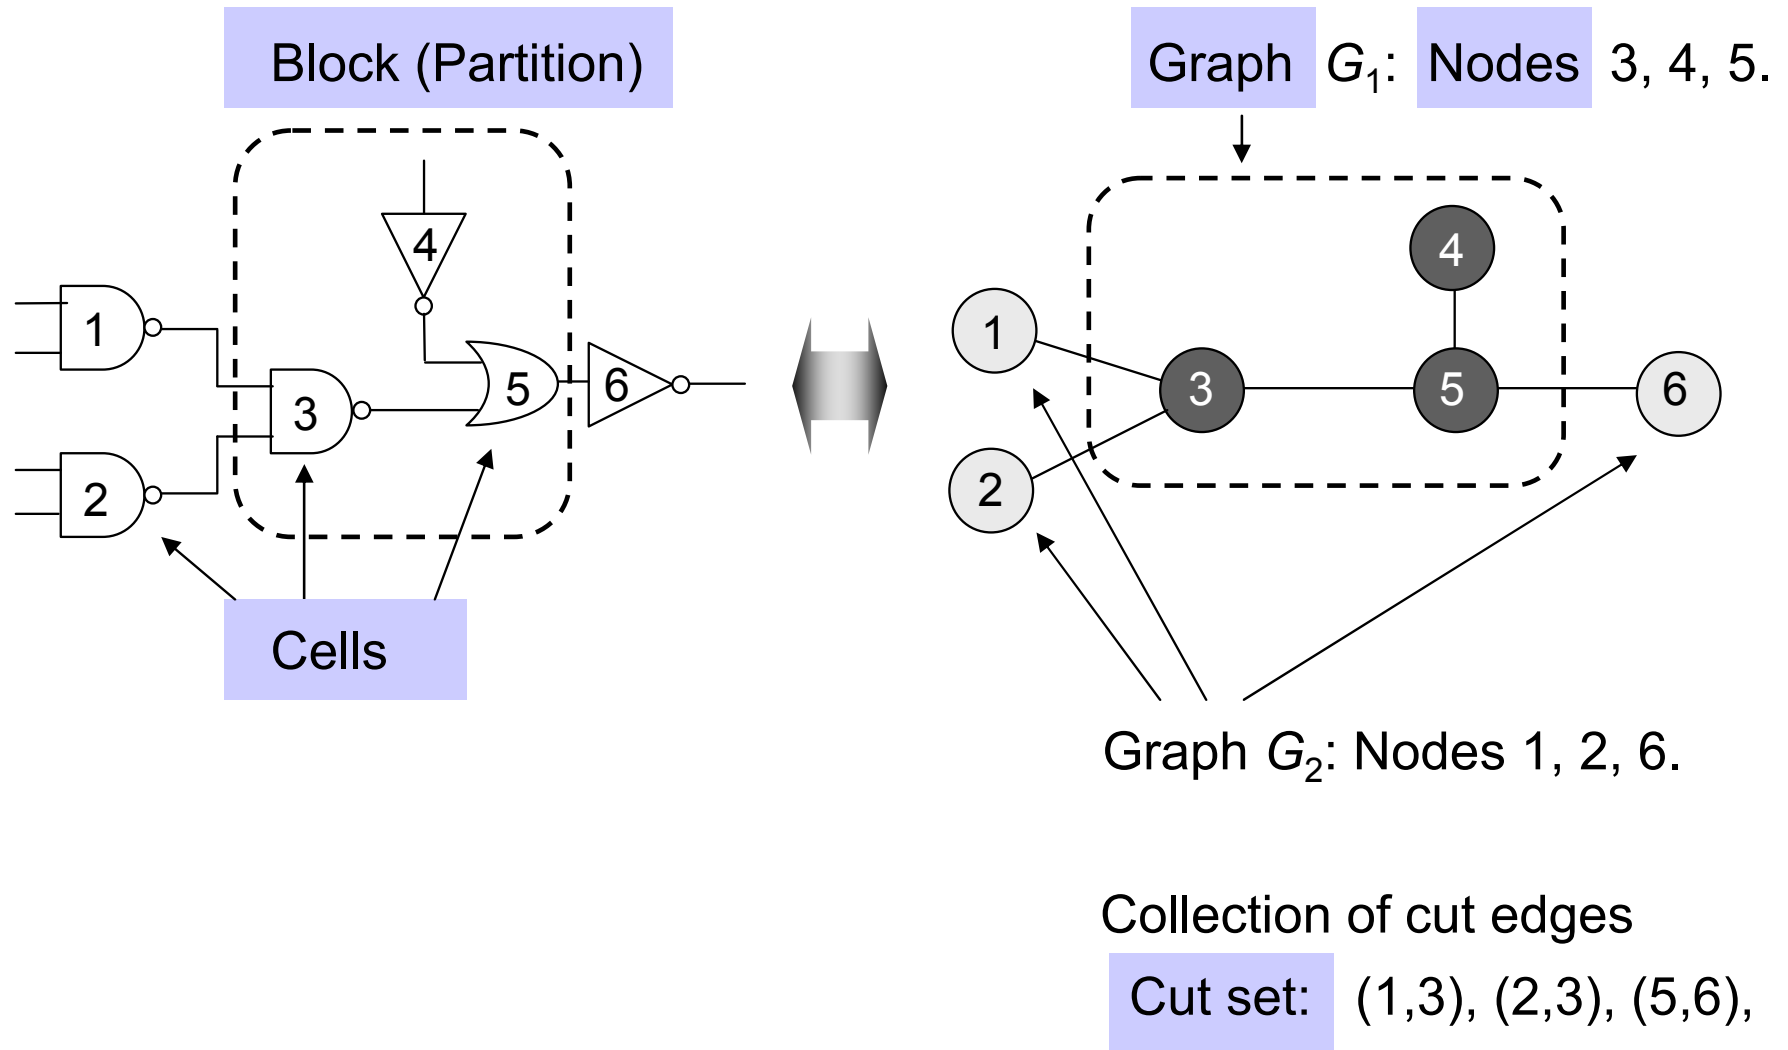 Block (Partition)
Graph G1: Nodes 3, 4, 5.
4
1
3
5
6
2
Cells
4
1
3
5
6
2
Graph G2: Nodes 1, 2, 6.
Collection of cut edges
Cut set: (1,3), (2,3), (5,6),